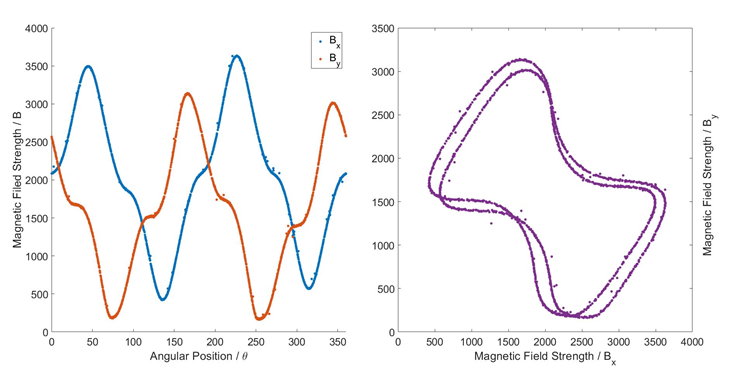 4000
3500
3000
2500
2000
1500
1000
500
0
Magnetic Filed Strength / B
0 50 100 150 200 250 300 350
Angular Position / θ
Bx
By
3500
3000
2500
2000
1500
1000
500
0
0 500 1000 1500 2000 2500 3000 3500 4000
Magnetic Field Strength / Bx
Magnetic Field Strength / By